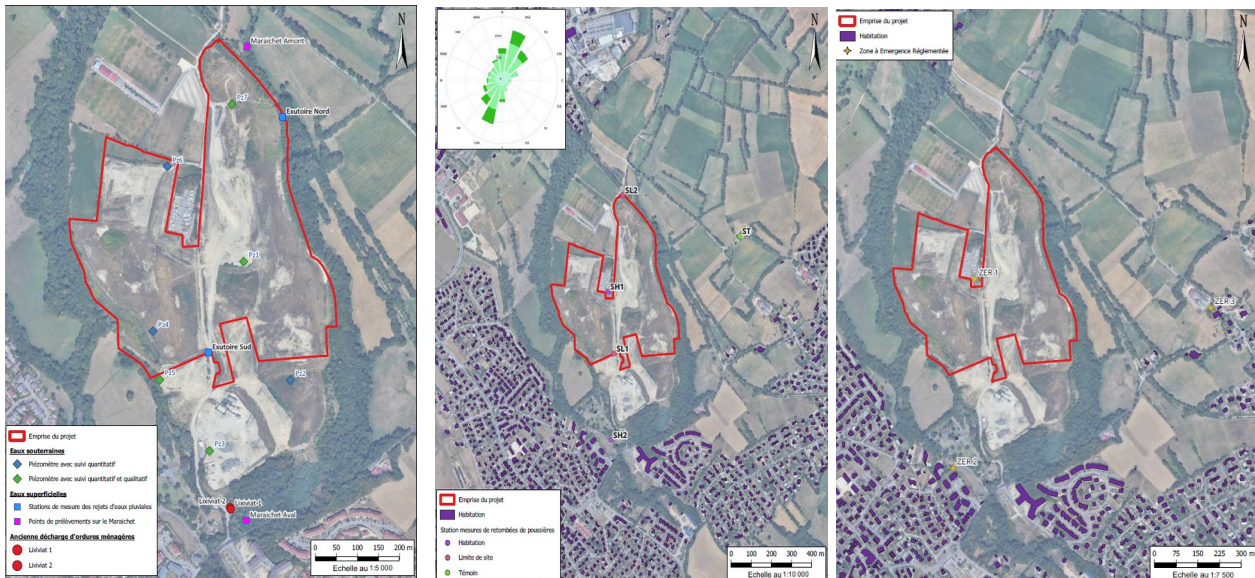 N
Maraichet Amont
Pz7
Exutoire Nord
Pz6
Pz1
Pz4
Exutoire Sud
Pz5
Pz2
Pz3
Lixiviat-2
Lixiviat-1
Maraichet Aval
Emprise du projet
Eaux souterraines
Piézomètre avec suivi quantitatif
Piézomètre avec suivi quantitatif et qualitatif
Eaux superficielles
Stations de mesure des rejets d'eaux pluviales
Points de prélèvements sur le Maraichet
Ancienne décharge d'ordures ménagères
Lixiviat 1
Lixiviat 2
0 50 100 150 200 m
Echelle au 1:5 000
N
SL2
ST
SH1
SL1
SH2
Emprise du projet
Habitation
Station mesures de retombées de poussières
Habitation
Limite de site
Témoin
0 100 200 300 400 m
Echelle au 1:10 000
Emprise du projet
Habitation
Zone à Emergence Réglementée
N
ZER 1
ZER 3
ZER 2
0 75 150 225 300 m
Echelle au 1:7 500